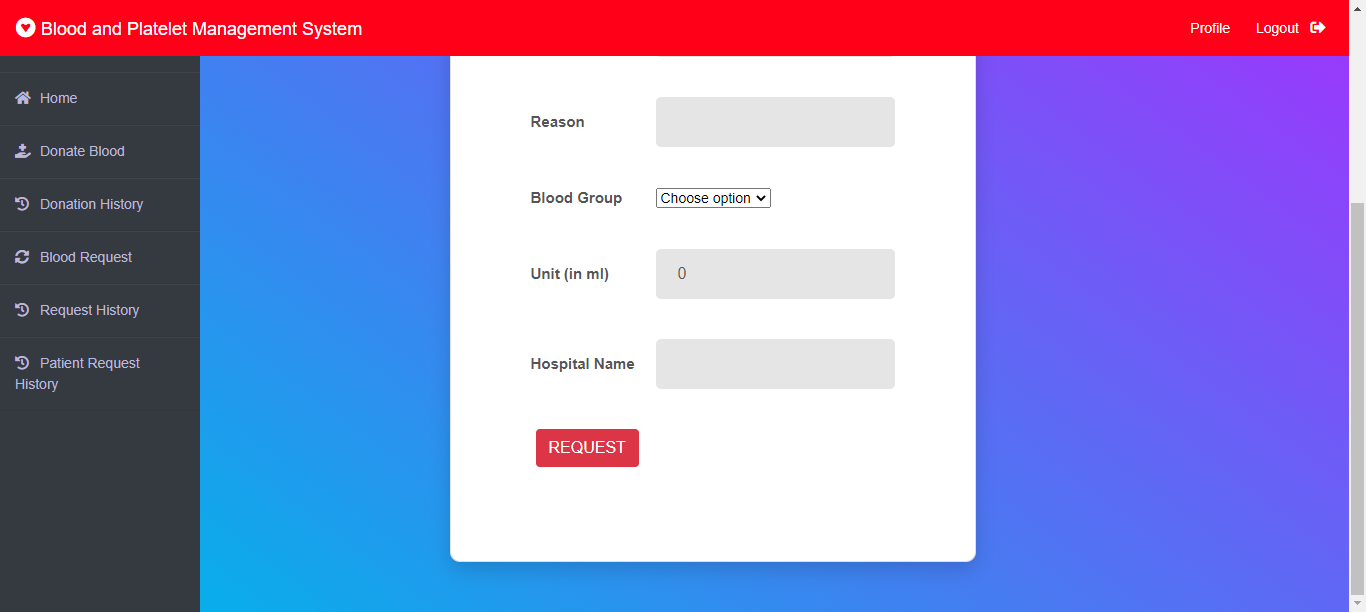 Blood and Platelet Management System
Profile
Logout
Home
Donate Blood
Donation History
Blood Request
Request History
Patient Request
History
Reason
Blood Group
Choose option
Unit (in ml)
0
Hospital Name
REQUEST